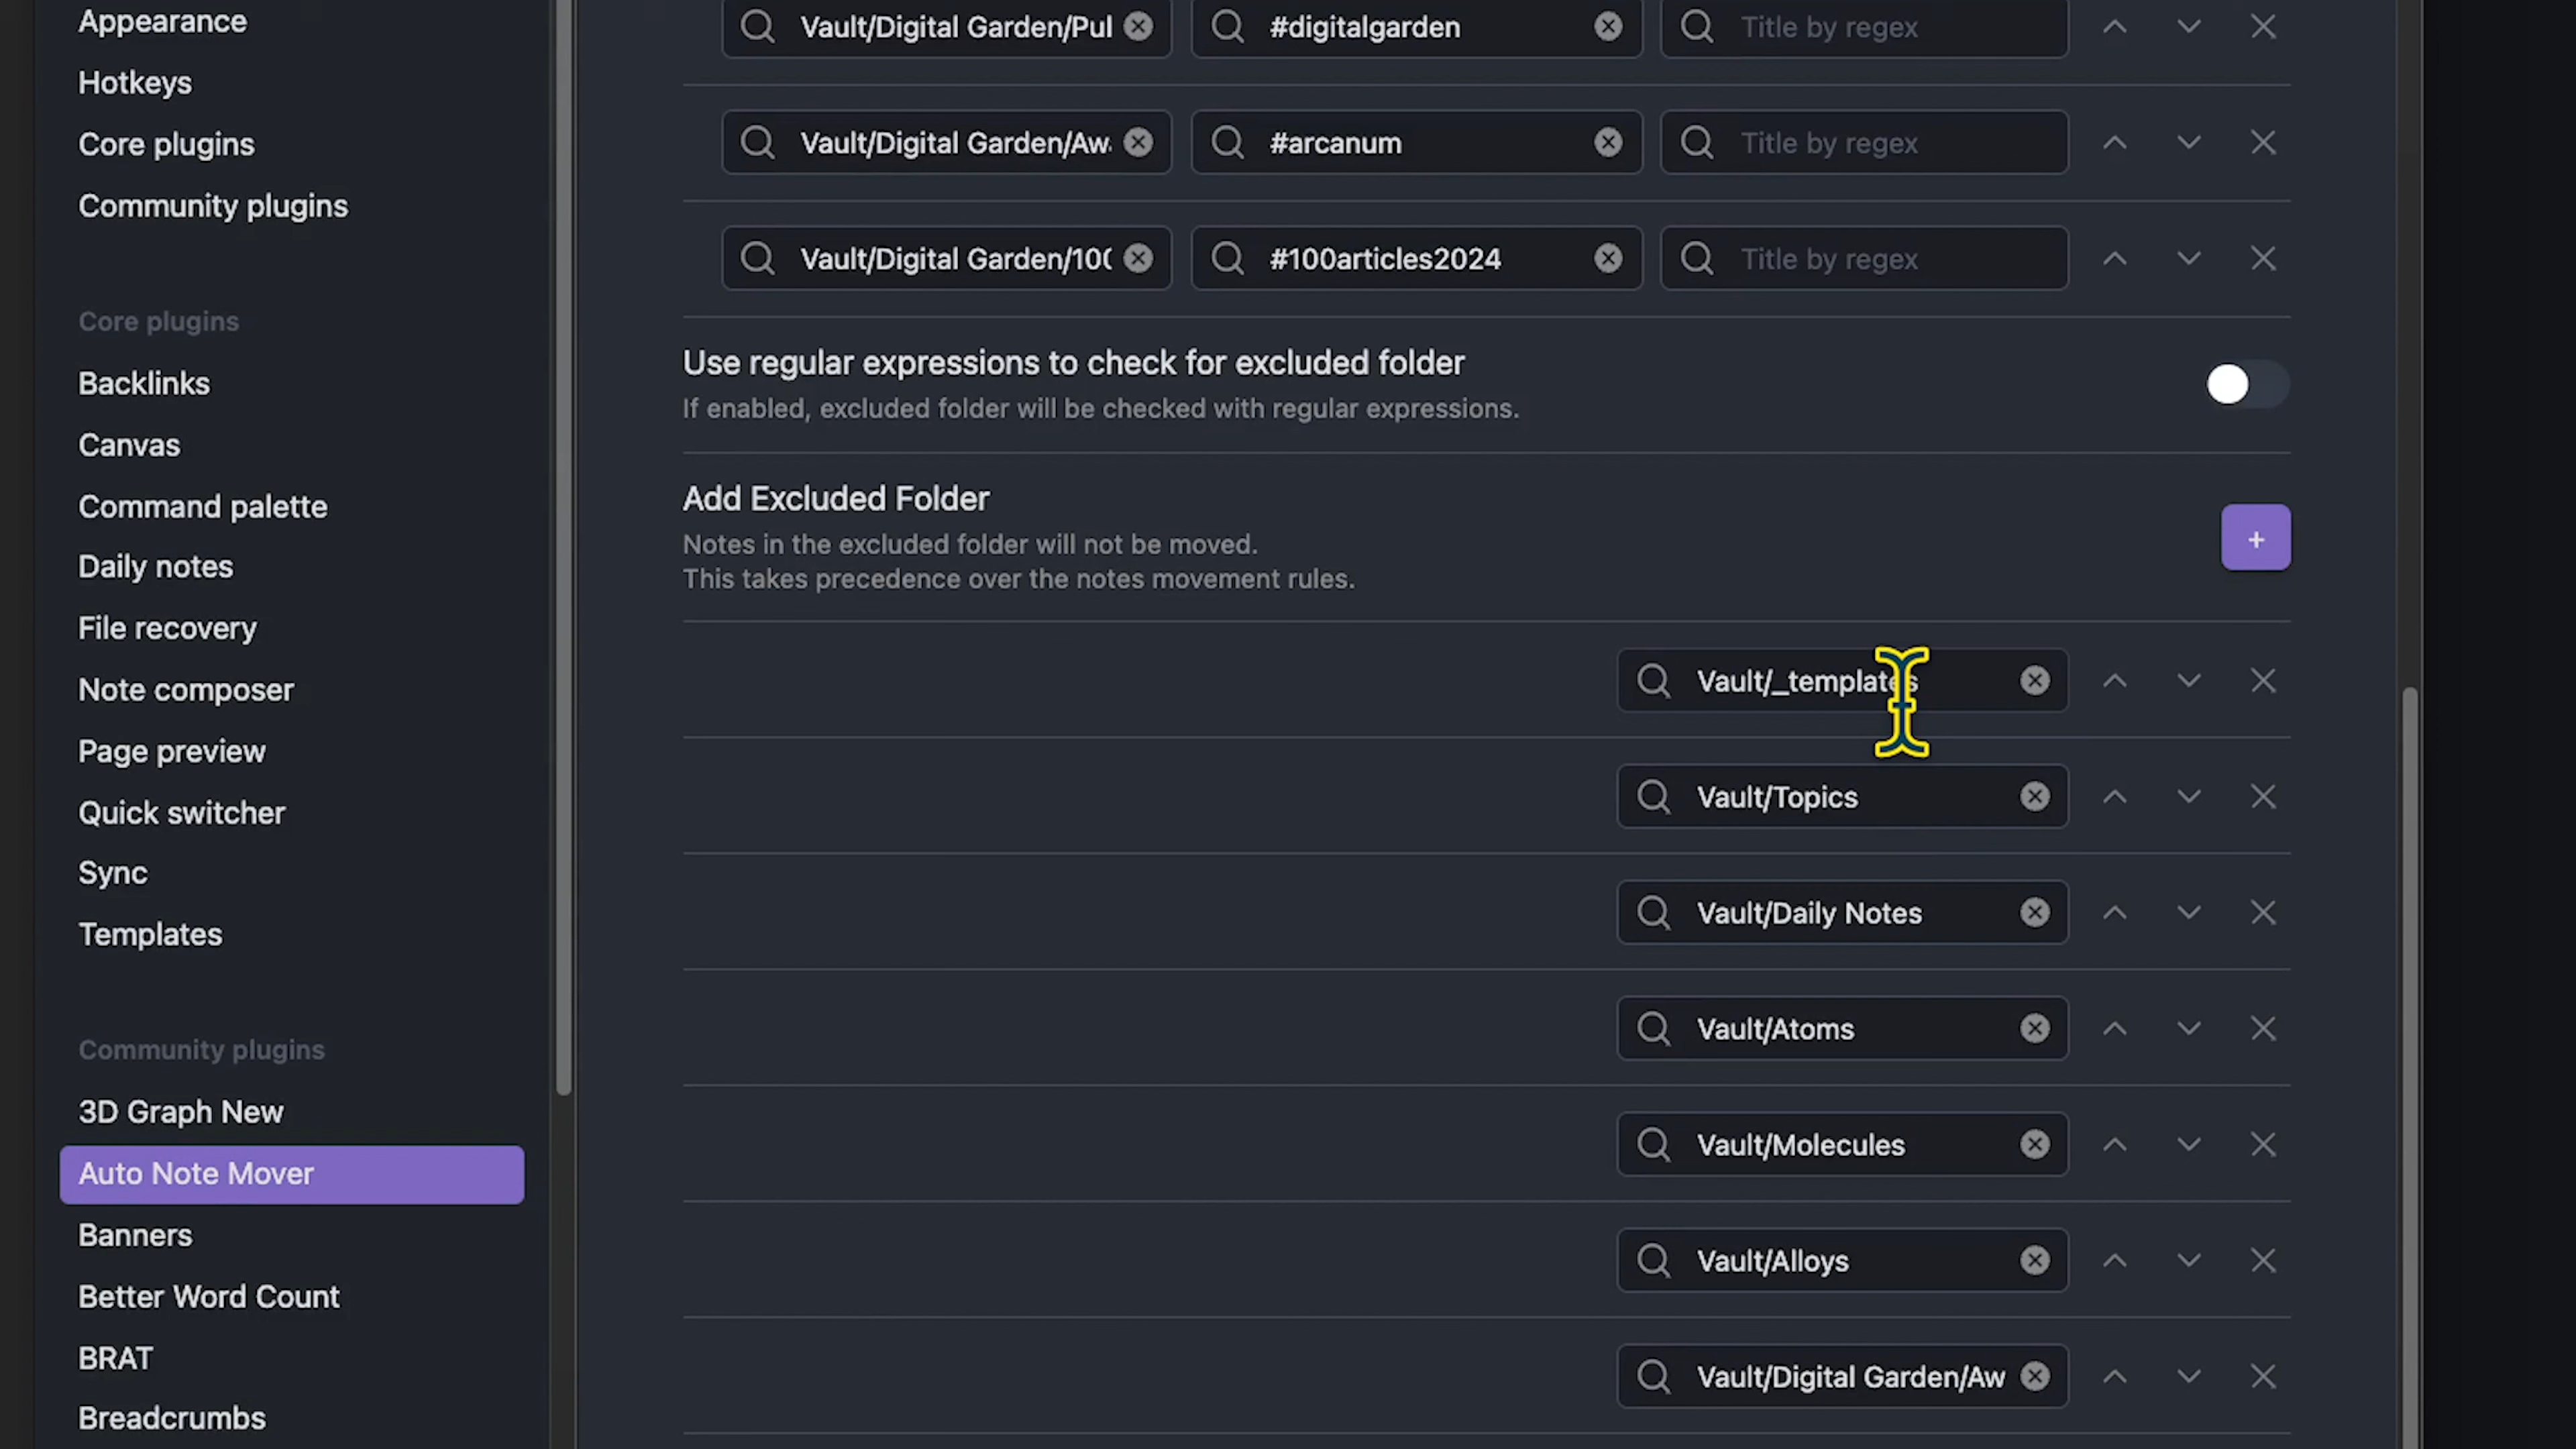 Appearance
Hotkeys
Core plugins
Community plugins
Core plugins
Backlinks
Canvas
Command palette
Daily notes
File recovery
Note composer
Page preview
Quick switcher
Sync
Templates
Community plugins
3D Graph New
Auto Note Mover
Banners
Better Word Count
BRAT
Breadcrumbs
Vault/Digital Garden/Pul #digitalgarden Title by regex
Vault/Digital Garden/Aw #arcanum Title by regex
Vault/Digital Garden/100 #100articles2024 Title by regex
Use regular expressions to check for excluded folder
If enabled, excluded folder will be checked with regular expressions.
Add Excluded Folder
Notes in the excluded folder will not be moved.
This takes precedence over the notes movement rules.
+
Vault/_templates
Vault/Topics
Vault/Daily Notes
Vault/Atoms
Vault/Molecules
Vault/Alloys
Vault/Digital Garden/Aw